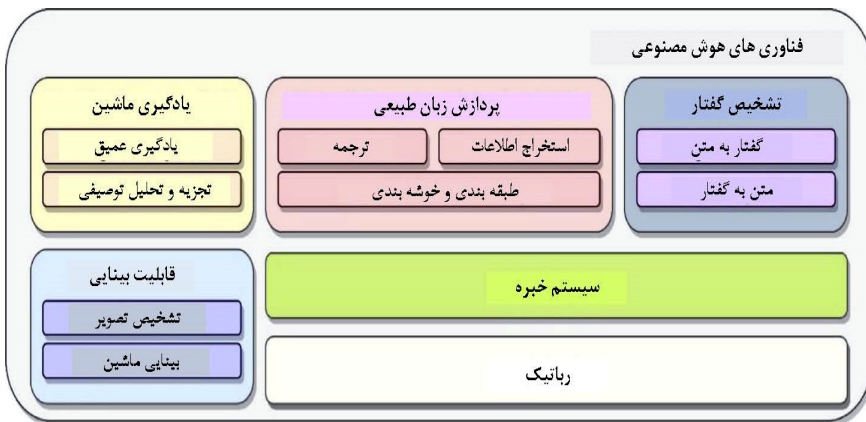 فناوری های هوش مصنوعی
تشخیص گفتار
گفتار به متن
متن به گفتار
پردازش زبان طبیعی
استخراج اطلاعات
ترجمه
طبقه بندی و خوشه بندی
یادگیری ماشین
یادگیری عمیق
تجزیه و تحلیل توصیفی
سیستم خبره
رباتیک
قابلیت بینایی
تشخیص تصویر
بینایی ماشین